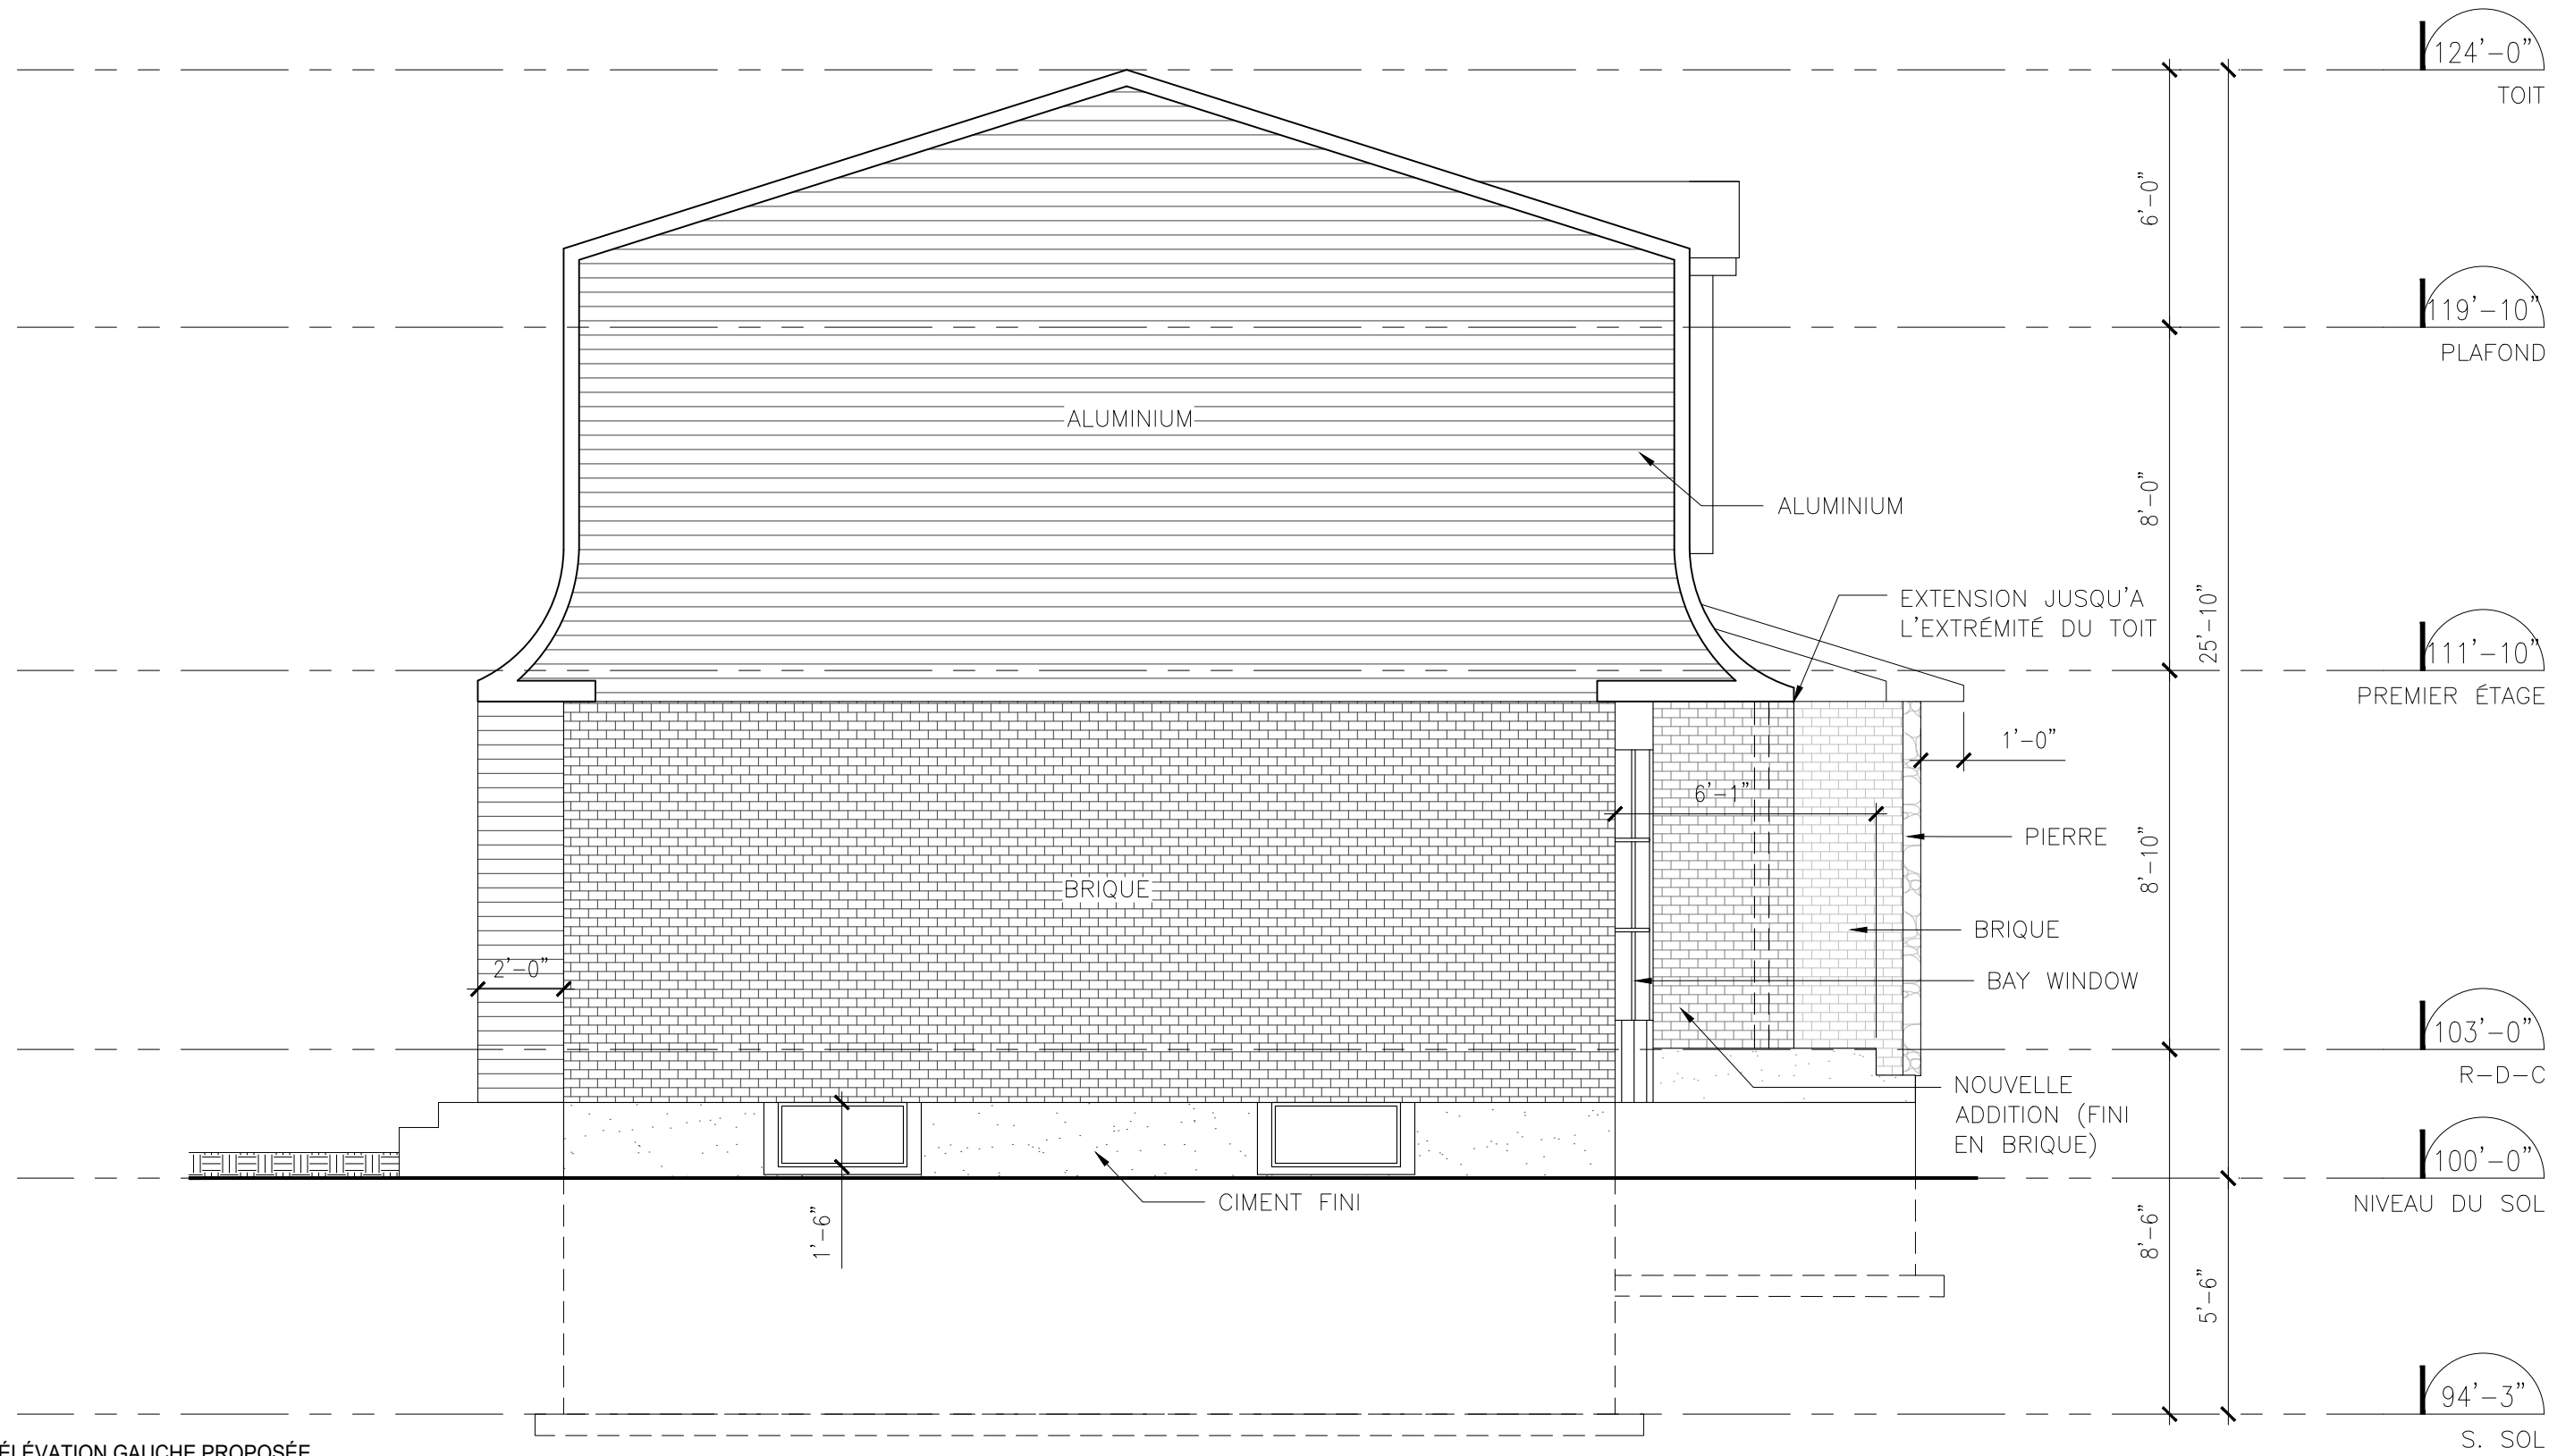 124'-0"
TOIT
6'-0"
119'-10"
PLAFOND
ALUMINIUM
8'-0"
ALUMINIUM
EXTENSION JUSQU'A
L'EXTRÉMITÉ DU TOIT
25'-10"
111'-10"
PREMIER ÉTAGE
1'-0"
6'-1"
PIERRE
8'-10"
BRIQUE
BRIQUE
2'-0"
BAY WINDOW
103'-0"
R-D-C
NOUVELLE
ADDITION (FINI
EN BRIQUE)
100'-0"
NIVEAU DU SOL
CIMENT FINI
1'-6"
8'-6"
5'-6"
94'-3"
S. SOL
ÉLÉVATION GAUCHE PROPOSÉE